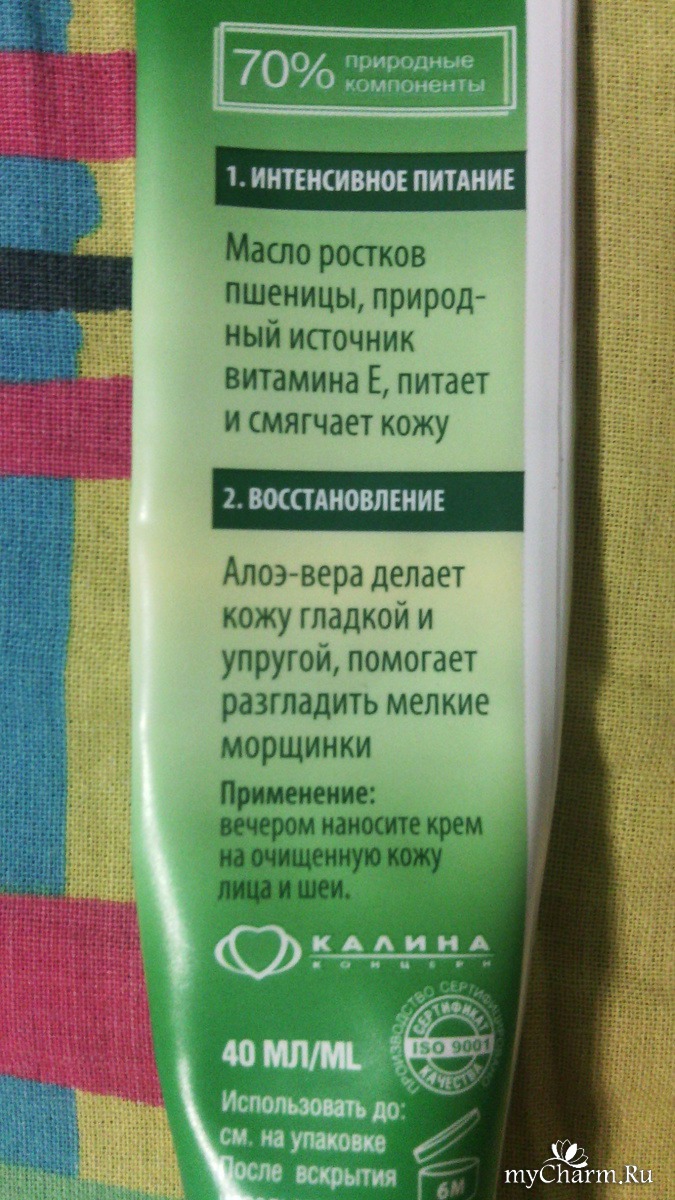 70% природные
компоненты
1. ИНТЕНСИВНОЕ ПИТАНИЕ
Масло ростков
пшеницы, природ-
ный источник
витамина Е, питает
и смягчает кожу
2. ВОССТАНОВЛЕНИЕ
Алоэ-вера делает
кожу гладкой и
упругой, помогает
разгладить мелкие
морщинки
Применение:
вечером наносите крем
на очищенную кожу
лица и шеи.
КАЛИНА
КОНЦЕРН
ПРОИЗВОДСТВО СЕРТИФИЦИРОВАНО
СЕРТИФИКАТ
ISO 9001
КАЧЕСТВА
40 МЛ/ML
Использовать до:
см. на упаковке
После вскрытия
6M
myCharm.Ru